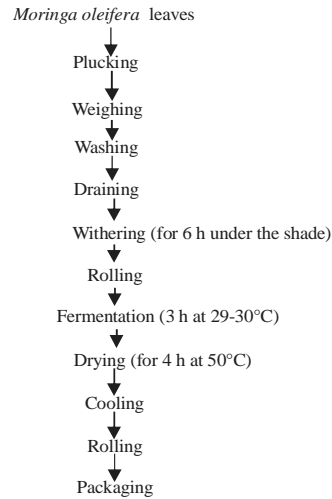 Moringa oleifera leaves
Plucking
Weighing
Washing
Draining
Withering (for 6 h under the shade)
Rolling
Fermentation (3 h at 29-30°C)
Drying (for 4 h at 50°C)
Cooling
Rolling
Packaging